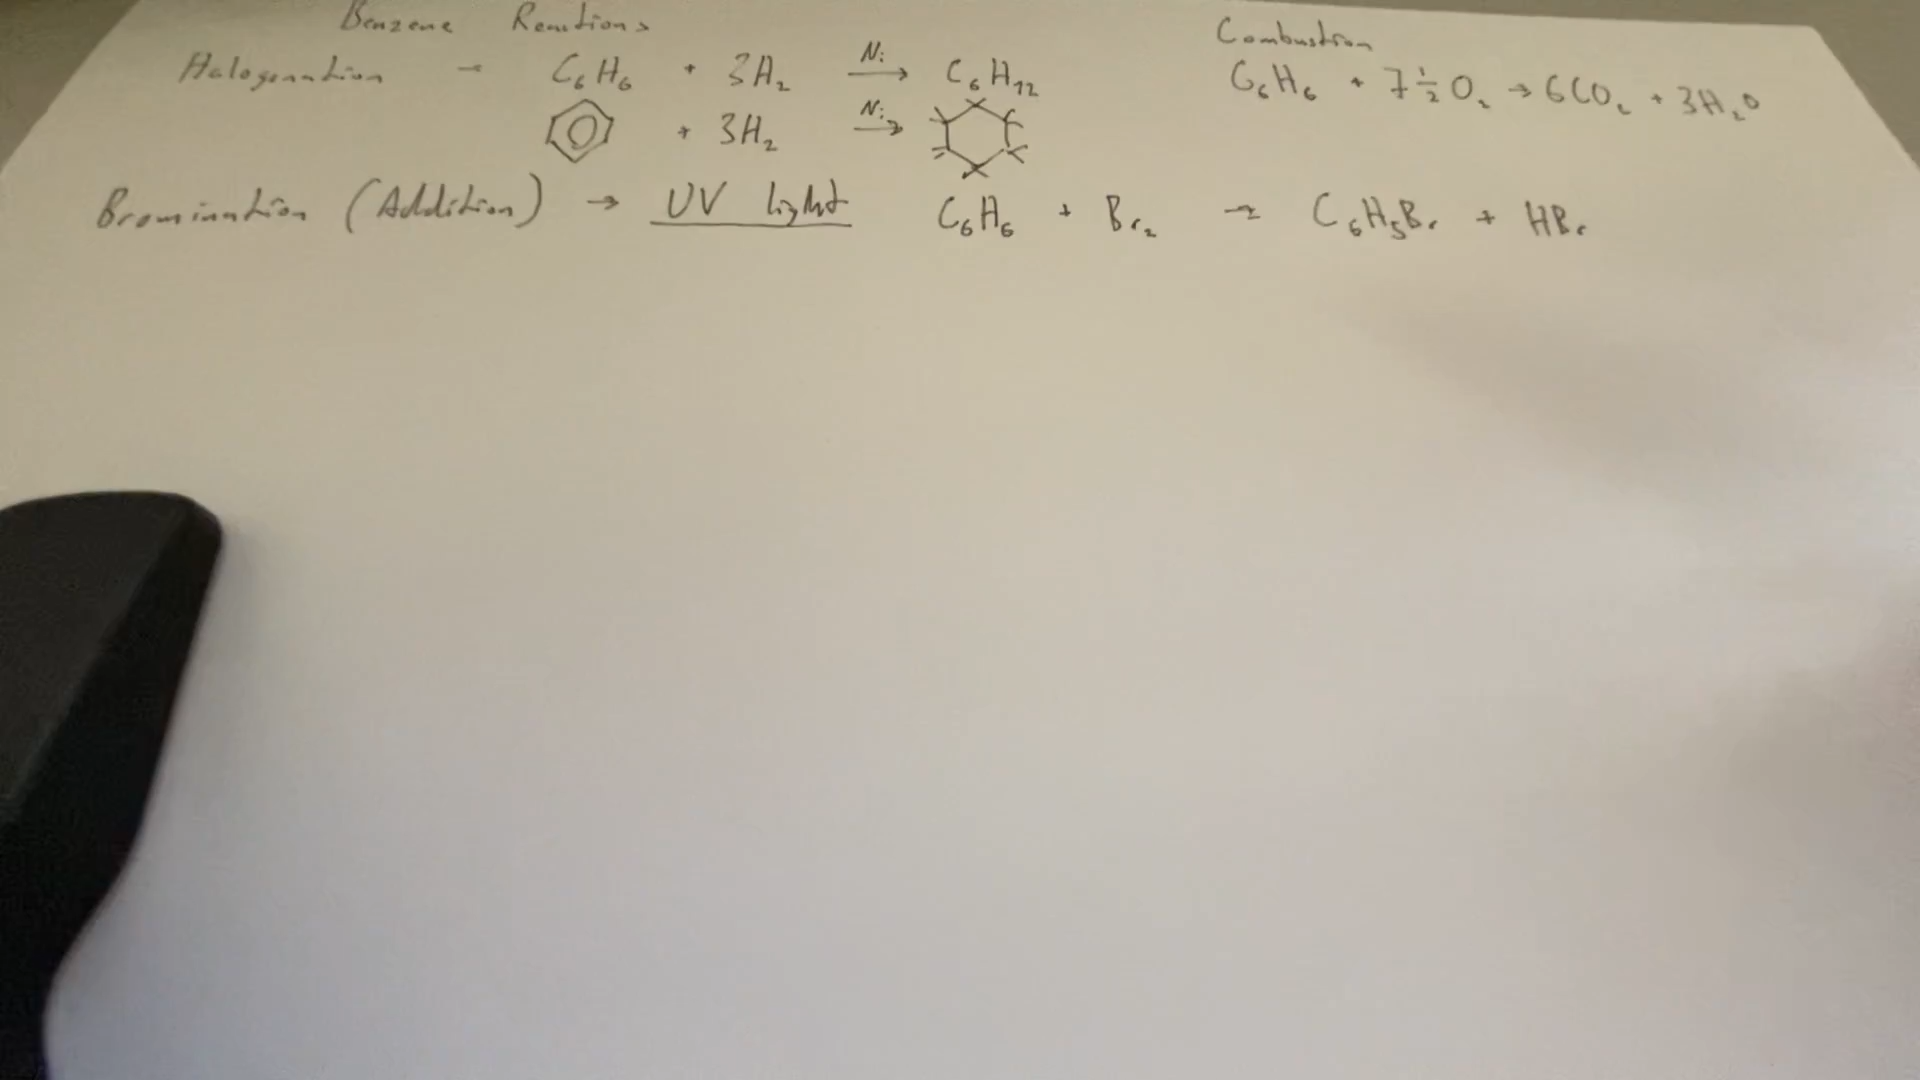 Benzene Reactions
Halogenation - C₆H₆ + 3H₂ Ni → C₆H₁₂
+ 3H₂ Ni →
Combustion
C₆H₆ + 7½O₂ → 6CO₂ + 3H₂O
Bromination (Addition) → UV light C₆H₆ + Br₂ → C₆H₅Br + HBr